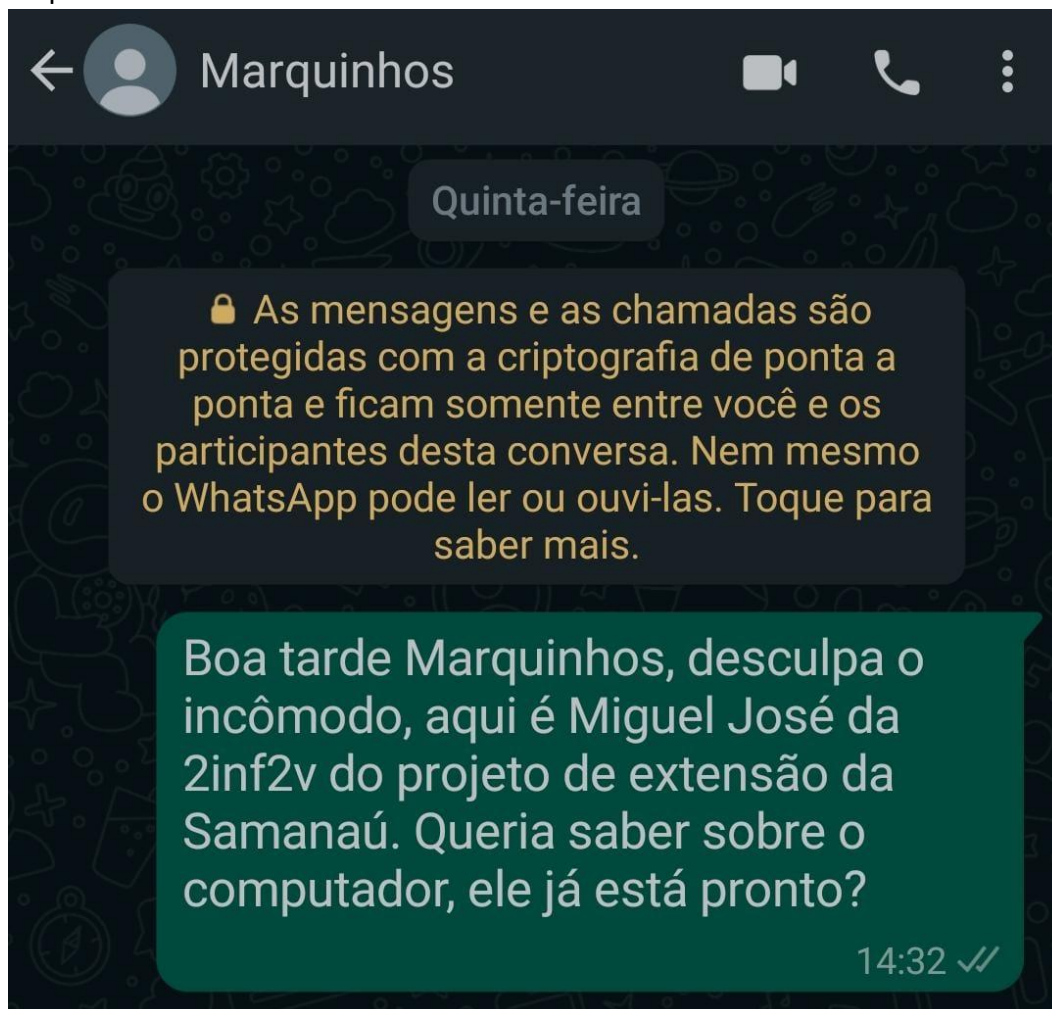 Marquinhos
Quinta-feira
As mensagens e as chamadas são
protegidas com a criptografia de ponta a
ponta e ficam somente entre você e os
participantes desta conversa. Nem mesmo
o WhatsApp pode ler ou ouvi-las. Toque para
saber mais.
Boa tarde Marquinhos, desculpa o
incômodo, aqui é Miguel José da
2inf2v do projeto de extensão da
Samanaú. Queria saber sobre o
computador, ele já está pronto?
14:32